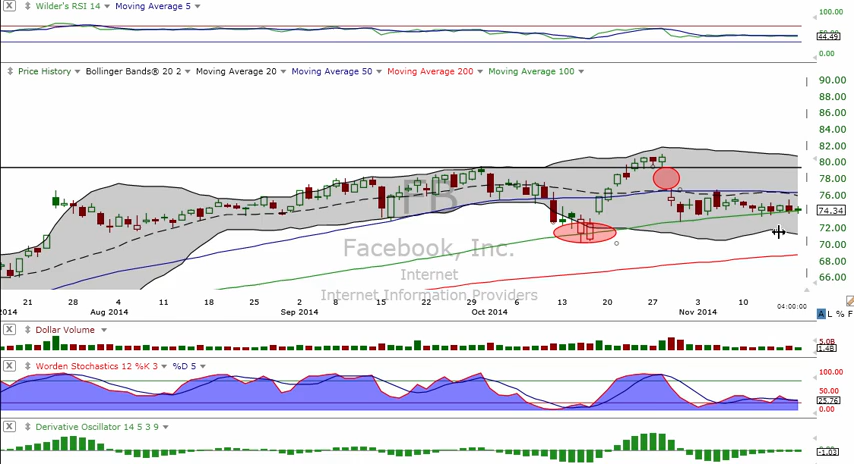 X Wilder's RSI 14 Moving Average 5
100.00
44.49
0.00
X Price History Bollinger Bands® 20 2 Moving Average 20 Moving Average 50 Moving Average 200 Moving Average 100
90.00
88.00
86.00
84.00
82.00
80.00
78.00
76.00
74.34
72.00
70.00
68.00
66.00
FB
Facebook, Inc.
Internet
Internet Information Providers
21 28 4 11 18 25 2 8 15 22 29 6 13 20 27 3 10 04:00:00
2014 Aug 2014 Sep 2014 Oct 2014 Nov 2014
A L % F
X Dollar Volume
5.0B
1.4B
X Worden Stochastics 12 %K 3 %D 5
100.00
50.00
25.76
0.00
X Derivative Oscillator 14 5 3 9
-1.03